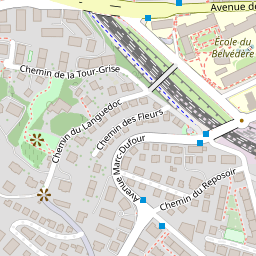 Avenue de
École du
Belvédère
Chemin de la Tour-Grise
Chemin du Languedoc
Chemin des Fleurs
Avenue Marc-Dufour
Chemin du Reposoir